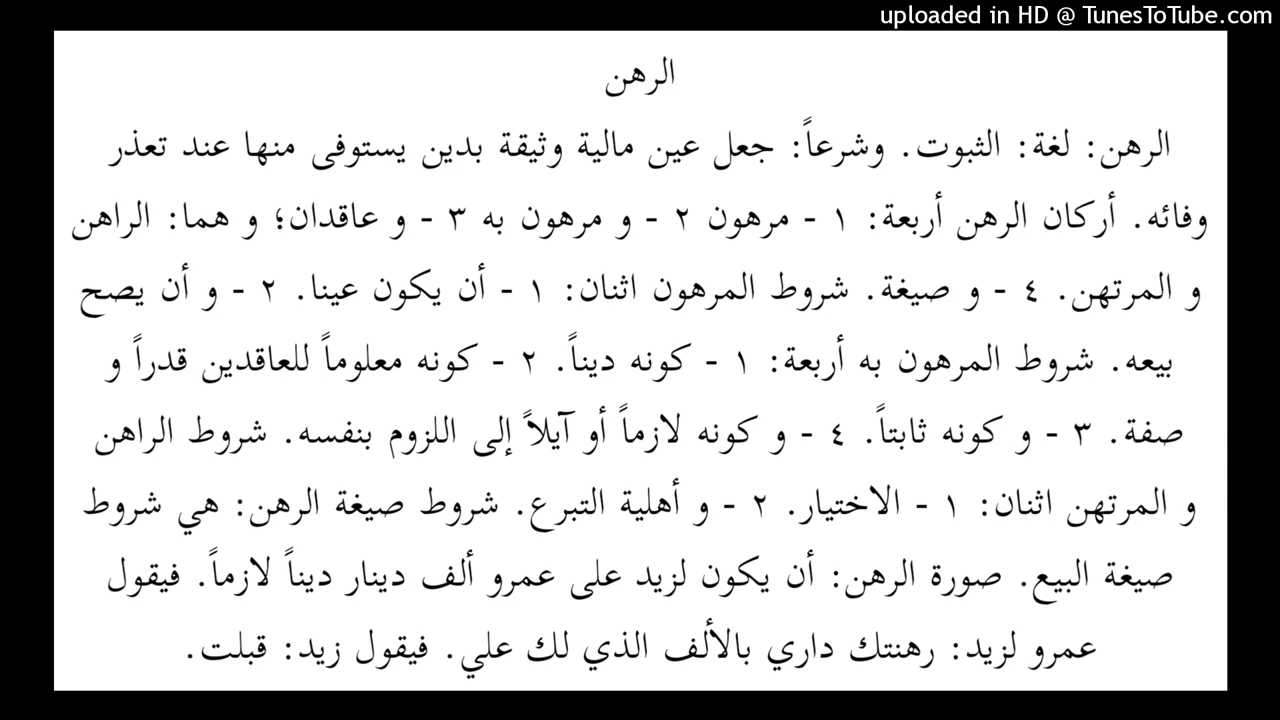 uploaded in HD @ TunesToTube.com
الرهن
الرهن: لغة: الثبوت. وشرعاً: جعل عين مالية وثيقة بدين يستوفى منها عند تعذر
وفائه. أركان الرهن أربعة: ١ - مرهون ٢ - و مرهون به ٣ - و عاقدان؛ و هما: الراهن
و المرتهن. ٤ - و صيغة. شروط المرهون اثنان: ١ - أن يكون عينا. ٢ - و أن يصح
بيعه. شروط المرهون به أربعة: ١ - كونه ديناً. ٢ - كونه معلوماً للعاقدين قدراً و
صفة. ٣ - و كونه ثابتاً. ٤ - و كونه لازماً أو آيلاً إلى اللزوم بنفسه. شروط الراهن
و المرتهن اثنان: ١ - الاختيار. ٢ - و أهلية التبرع. شروط صيغة الرهن: هي شروط
صيغة البيع. صورة الرهن: أن يكون لزيد على عمرو ألف دينار ديناً لازماً. فيقول
عمرو لزيد: رهنتك داري بالألف الذي لك علي. فيقول زيد: قبلت.